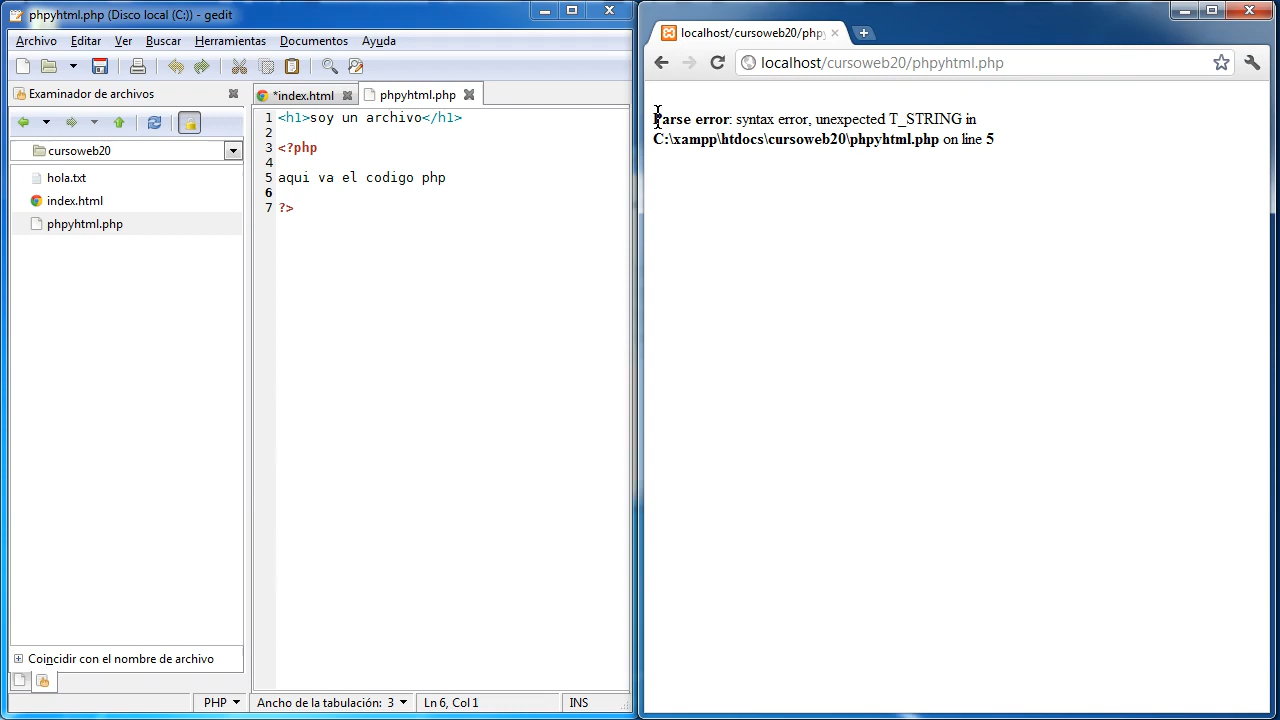 phpyhtml.php (Disco local (C:)) - gedit
Archivo Editar Ver Buscar Herramientas Documentos Ayuda
Examinador de archivos
cursoweb20
hola.txt
index.html
phpyhtml.php
Coincidir con el nombre de archivo
*index.html phpyhtml.php
1 <h1>soy un archivo</h1>
2
3 <?php
4
5 aqui va el codigo php
6
7 ?>
PHP Ancho de la tabulación: 3 Ln 6, Col 1 INS
localhost/cursoweb20/phpy
localhost/cursoweb20/phpyhtml.php
Parse error: syntax error, unexpected T_STRING in
C:\xampp\htdocs\cursoweb20\phpyhtml.php on line 5